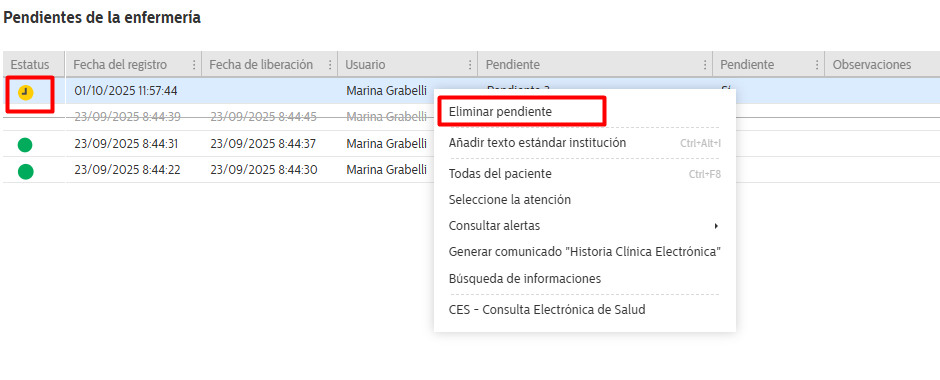 Pendientes de la enfermería
Estatus Fecha del registro Fecha de liberación Usuario Pendiente Pendiente Observaciones
01/10/2025 11:57:44 Marina Grabelli
23/09/2025 8:44:39 23/09/2025 8:44:45 Marina Grabelli
23/09/2025 8:44:31 23/09/2025 8:44:37 Marina Grabelli
23/09/2025 8:44:22 23/09/2025 8:44:30 Marina Grabelli
Eliminar pendiente
Añadir texto estándar institución Ctrl+Alt+I
Todas del paciente Ctrl+F8
Seleccione la atención
Consultar alertas
Generar comunicado "Historia Clínica Electrónica"
Búsqueda de informaciones
CES - Consulta Electrónica de Salud